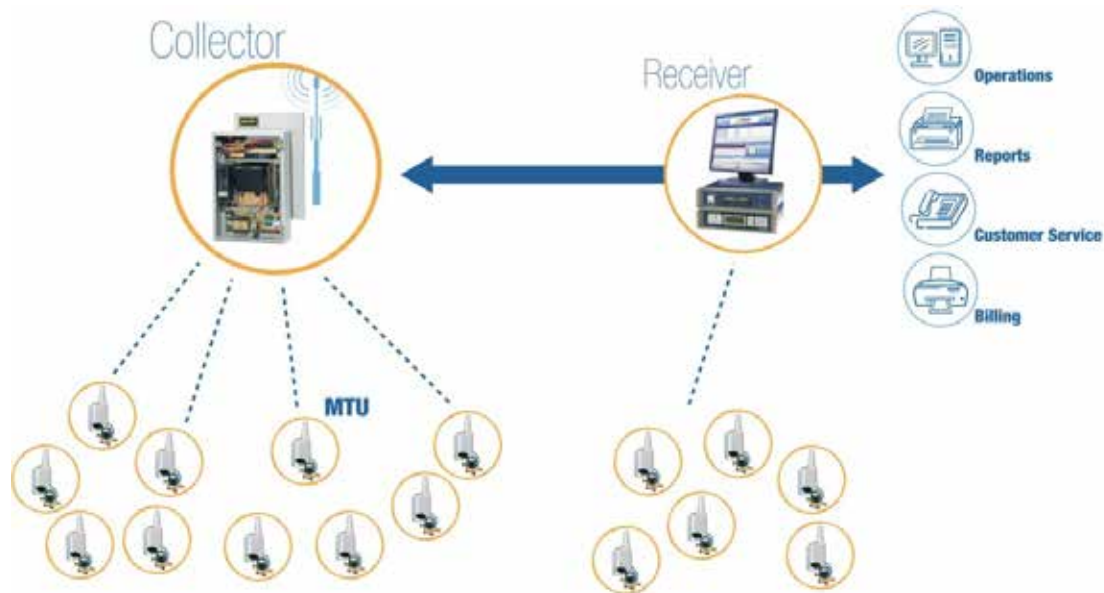 Collector
Receiver
Operations
Reports
Customer Service
Billing
MTU